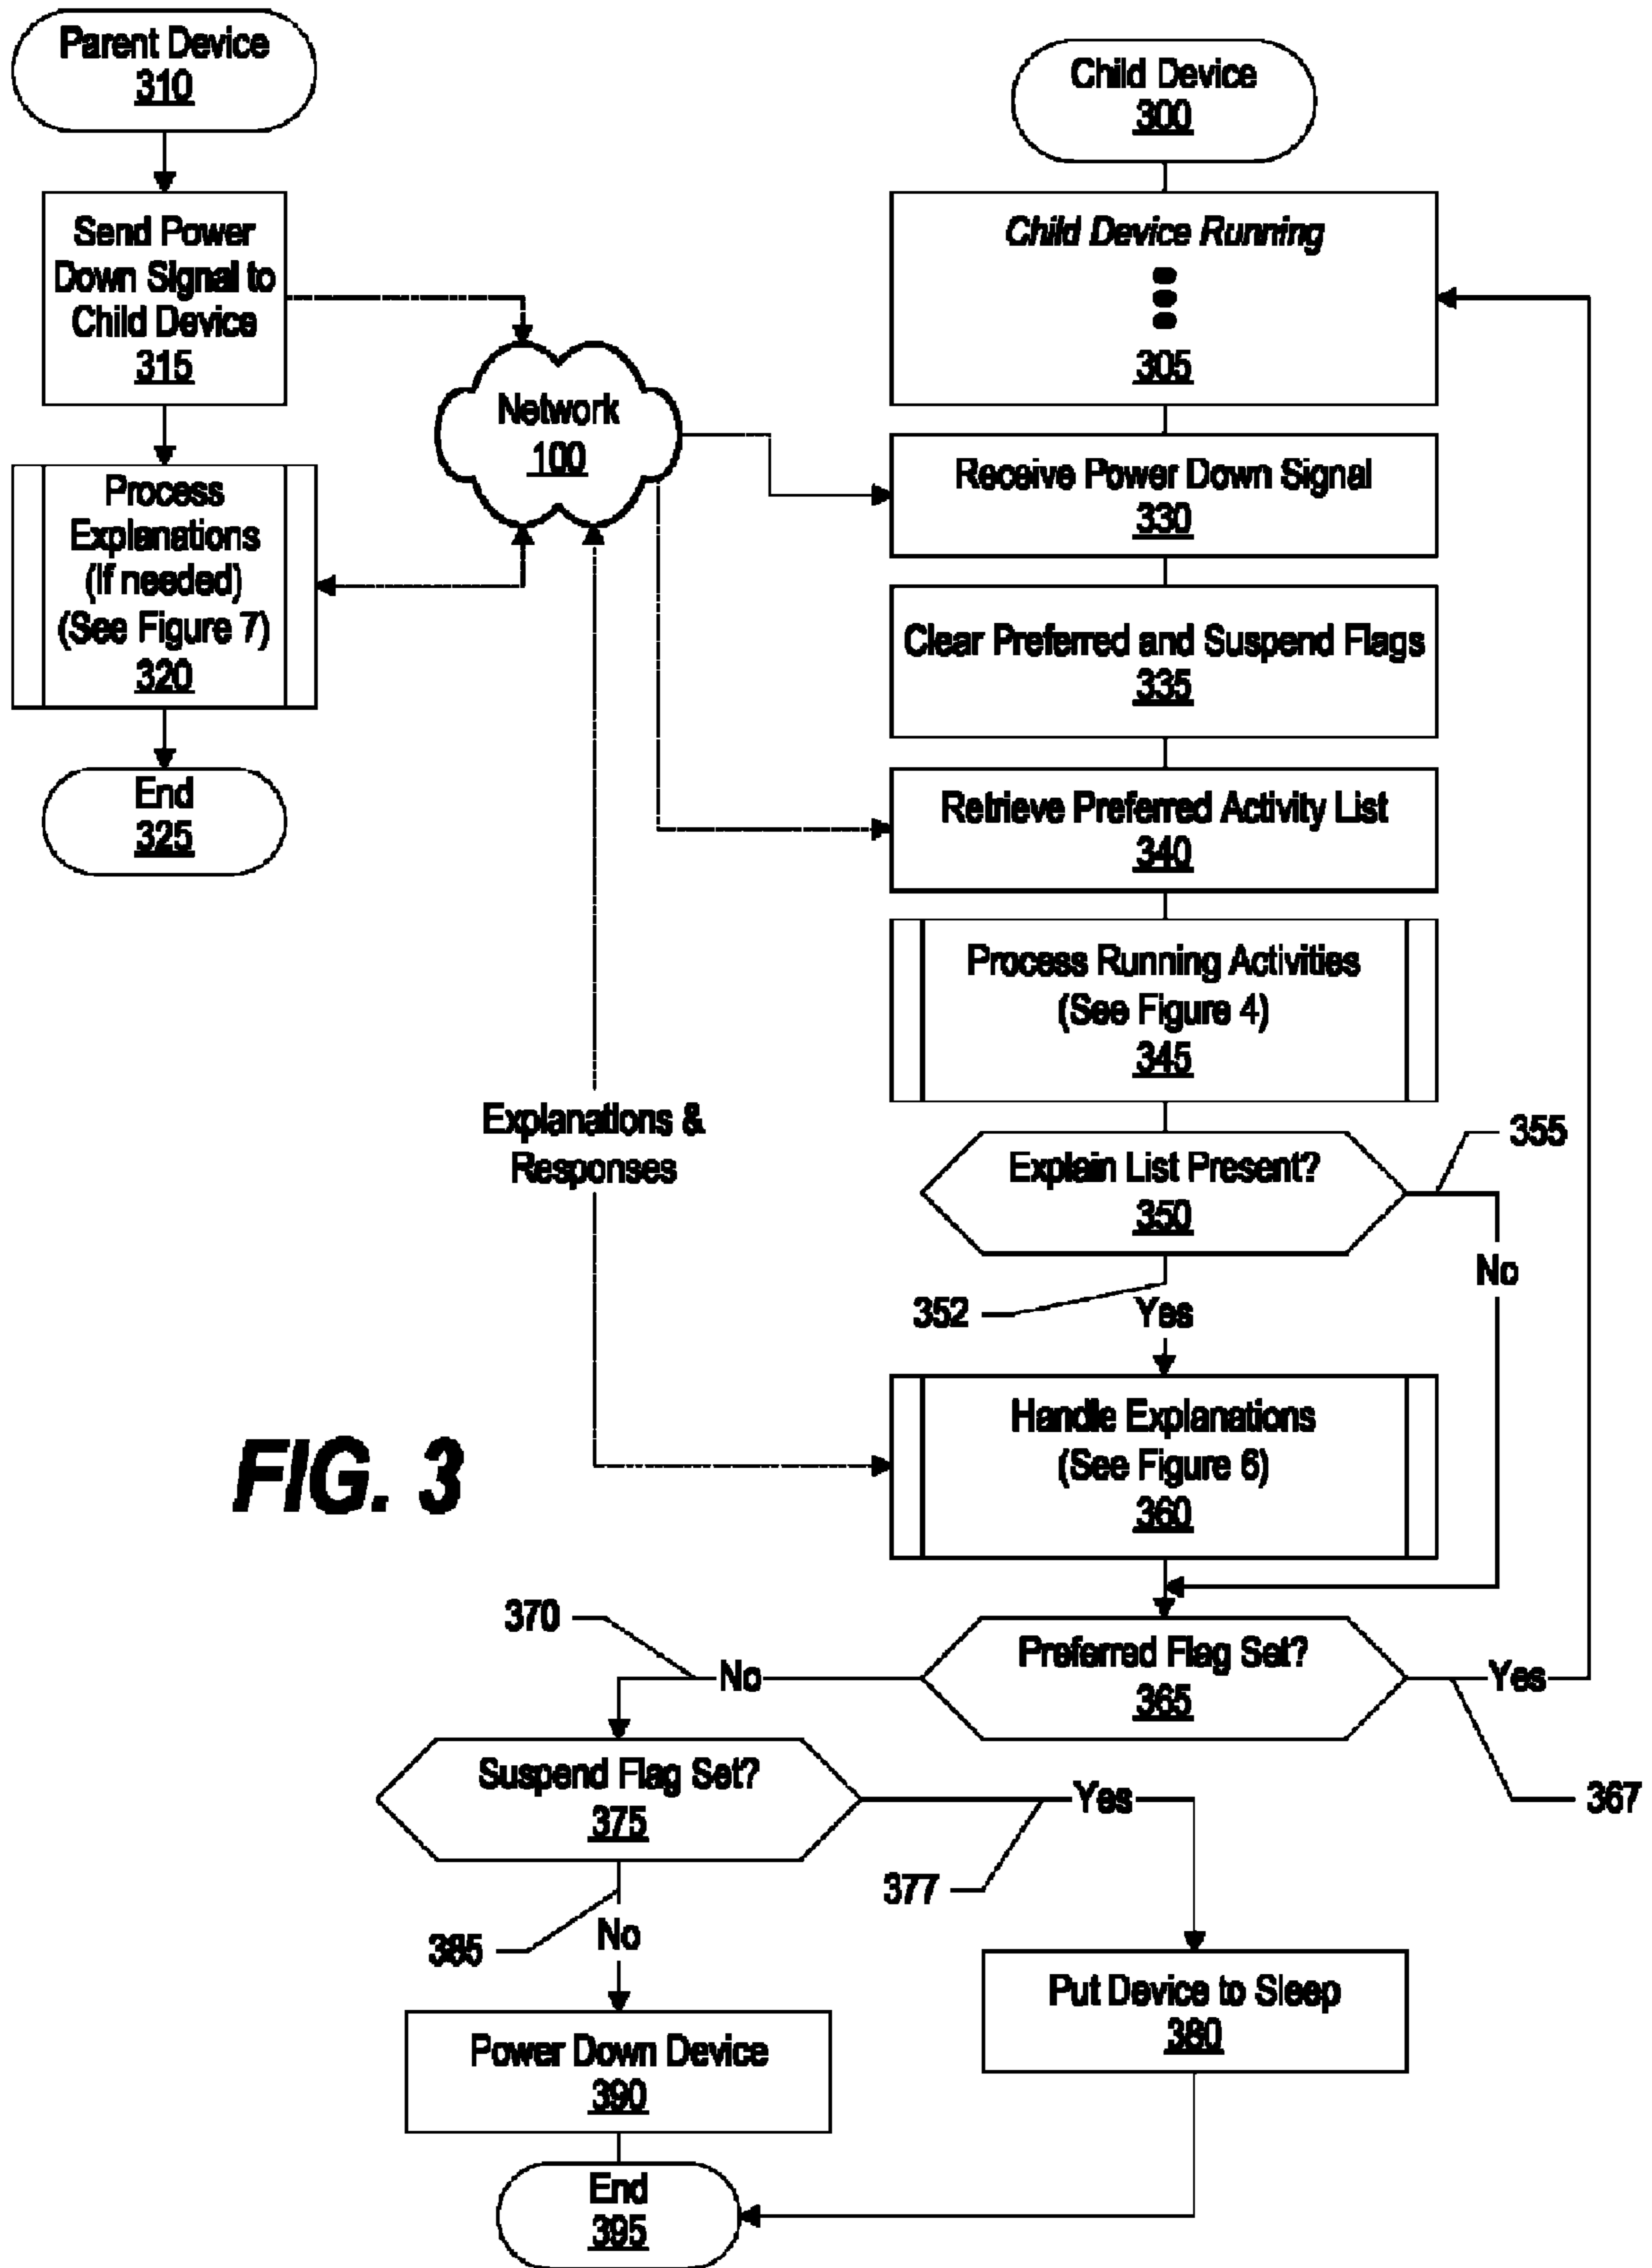 Parent Device
310
Send Power
Down Signal to
Child Device
315
Process
Explanations
(If needed)
(See Figure 7)
320
End
325
Network
100
Explanations &
Responses
Child Device
300
Child Device Running
305
Receive Power Down Signal
330
Clear Preferred and Suspend Flags
335
Retrieve Preferred Activity List
340
Process Running Activities
(See Figure 4)
345
Explain List Present?
350
355
No
352
Yes
Handle Explanations
(See Figure 6)
360
FIG. 3
Preferred Flag Set?
365
370
No
Yes
367
Suspend Flag Set?
375
Yes
377
385
No
Put Device to Sleep
380
Power Down Device
390
End
395